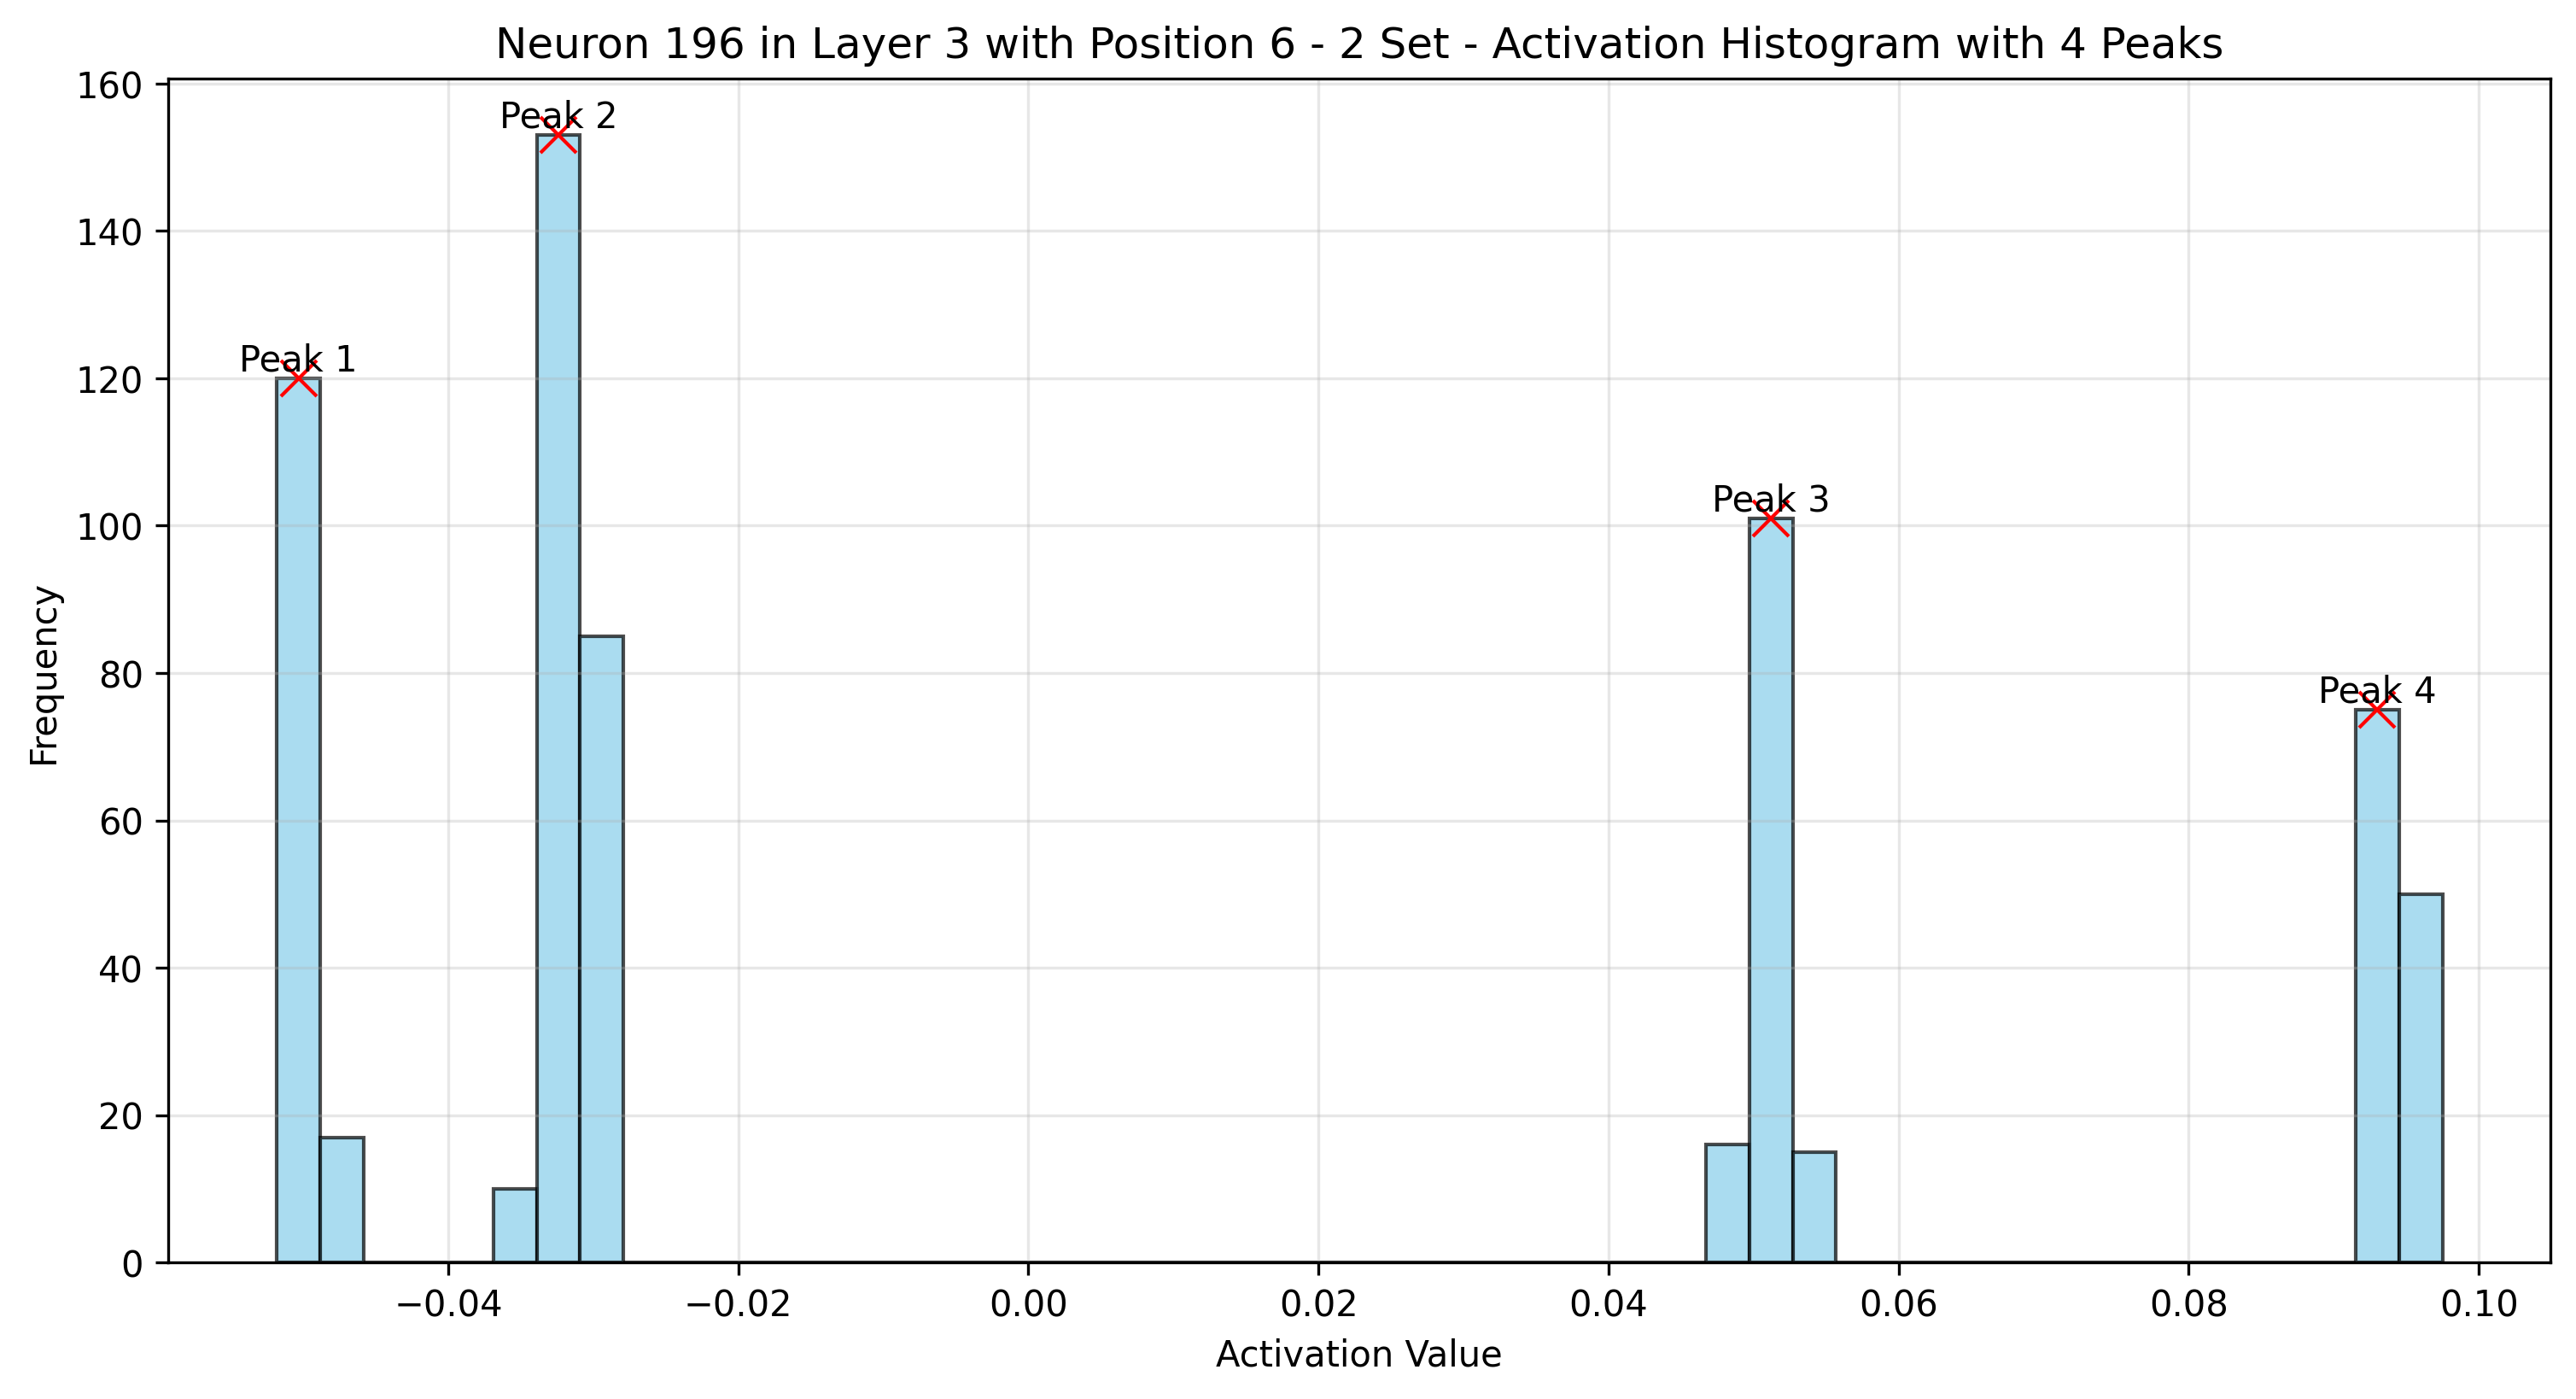 Neuron 196 in Layer 3 with Position 6 - 2 Set - Activation Histogram with 4 Peaks
160
140
120
100
80
60
40
20
0
Frequency
Peak 1
Peak 2
Peak 3
Peak 4
−0.04
−0.02
0.00
0.02
0.04
0.06
0.08
0.10
Activation Value